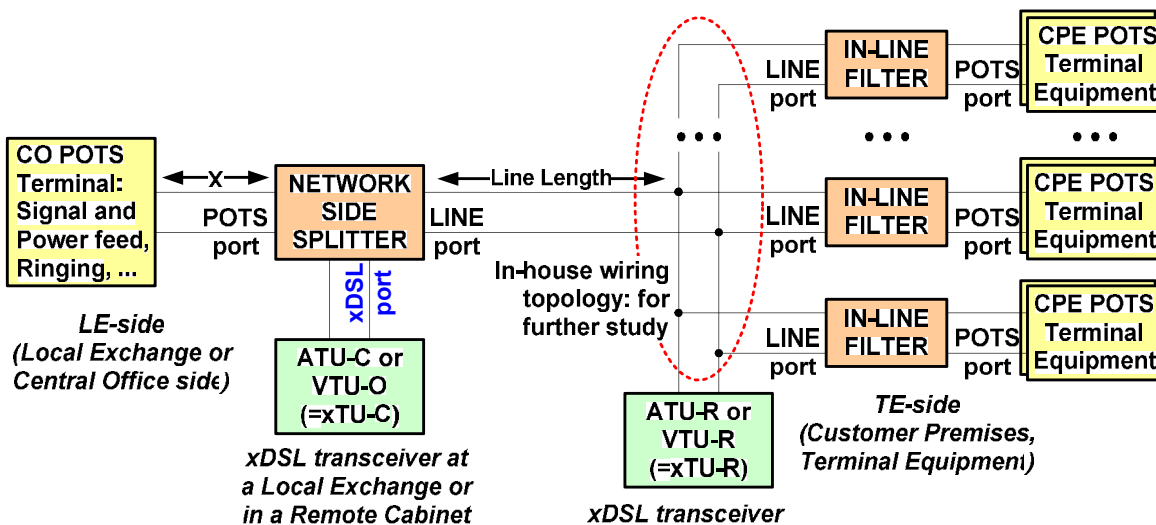 CO POTS
Terminal:
Signal and
Power feed,
Ringing, ...
X
POTS
port
NETWORK
SIDE
SPLITTER
LINE
port
Line Length
xDSL
port
LE-side
(Local Exchange or
Central Office side)
ATU-C or
VTU-O
(=xTU-C)
xDSL transceiver at
a Local Exchange or
in a Remote Cabinet
In-house wiring
topology: for
further study
LINE
port
IN-LINE
FILTER
POTS
port
CPE POTS
Terminal
Equipment
LINE
port
IN-LINE
FILTER
POTS
port
CPE POTS
Terminal
Equipment
LINE
port
IN-LINE
FILTER
POTS
port
CPE POTS
Terminal
Equipment
ATU-R or
VTU-R
(=xTU-R)
xDSL transceiver
TE-side
(Customer Premises,
Terminal Equipment)